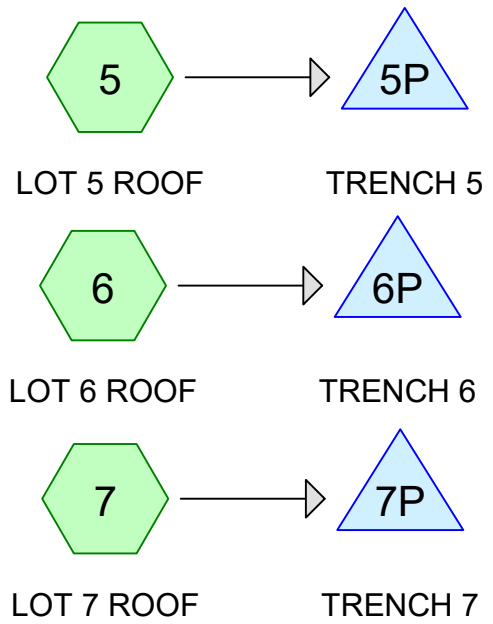 5 5P
LOT 5 ROOF TRENCH 5
6 6P
LOT 6 ROOF TRENCH 6
7 7P
LOT 7 ROOF TRENCH 7